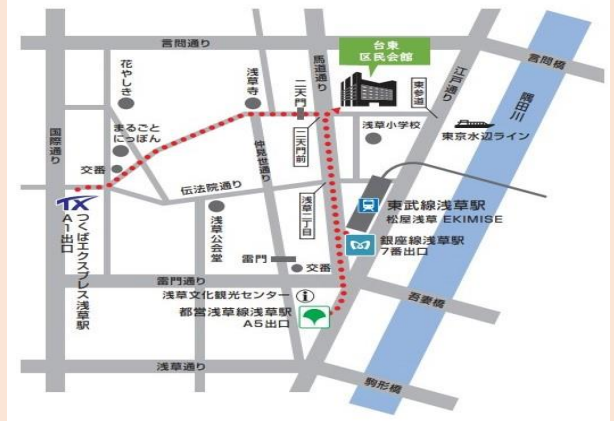 言問通り
台東
区民会館
馬道通り
言問橋
花やしき
浅草寺
二天門
東参道
江戸通り
隅田川
国際通り
まるごと
にっぽん
二天門前
浅草小学校
東京水辺ライン
交番
仲見世通り
伝法院通り
浅草二丁目
TX
つくばエクスプレス浅草駅
A1出口
浅草公会堂
東武線浅草駅
松屋浅草 EKIMISE
銀座線浅草駅
7番出口
雷門
交番
雷門通り
浅草文化観光センター
吾妻橋
都営浅草線浅草駅
A5出口
浅草通り
駒形橋